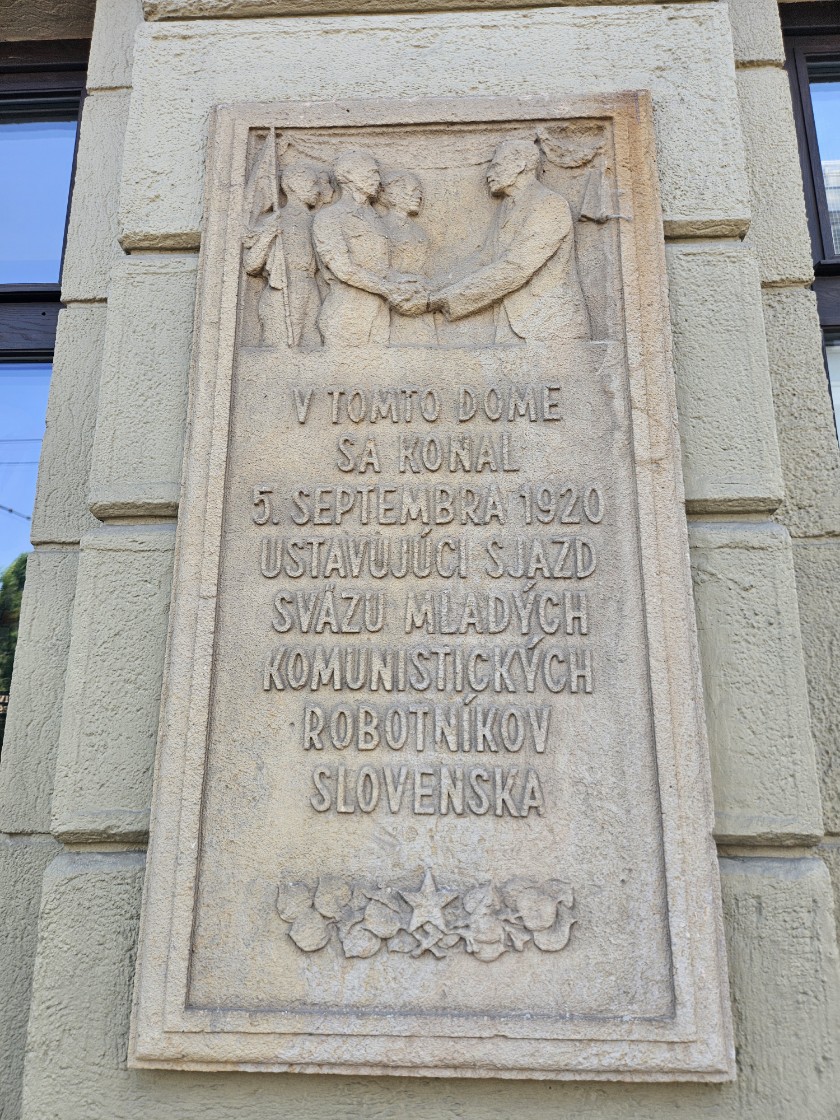 V TOMTO DOME
SA KONAL
5. SEPTEMBRA 1920
USTAVUJÚCI SJAZD
SVÄZU MLADÝCH
KOMUNISTICKÝCH
ROBOTNÍKOV
SLOVENSKA